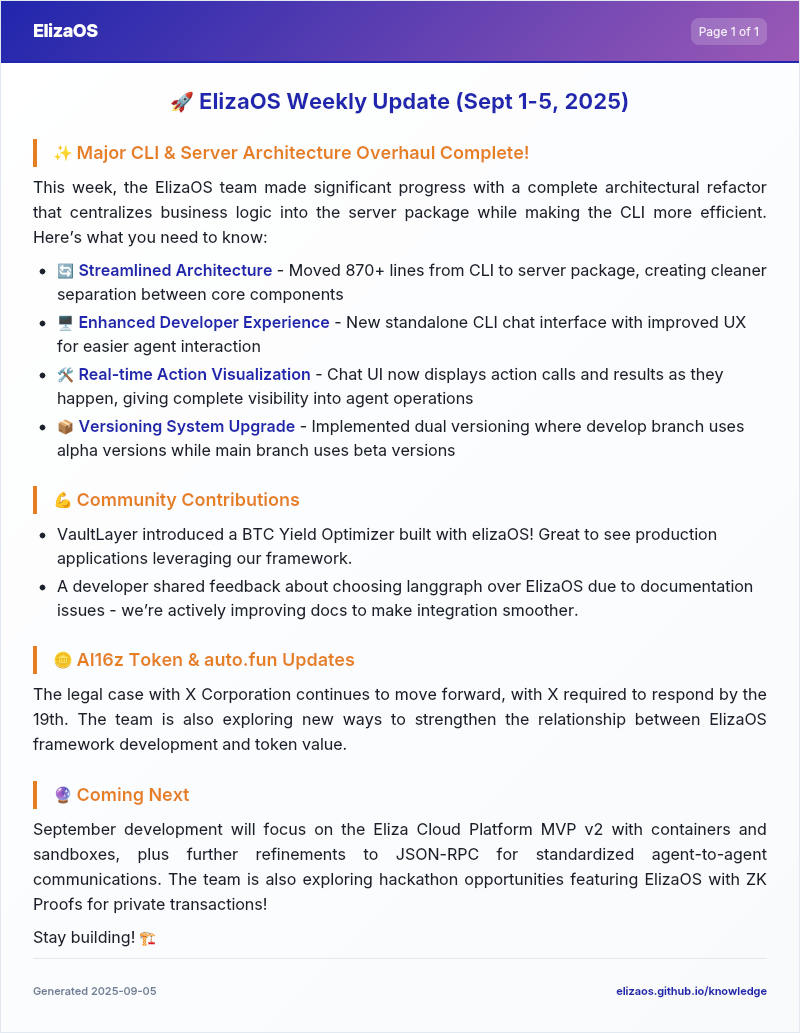 ElizaOS
Page 1 of 1
🚀 ElizaOS Weekly Update (Sept 1-5, 2025)
✨ Major CLI & Server Architecture Overhaul Complete!
This week, the ElizaOS team made significant progress with a complete architectural refactor
that centralizes business logic into the server package while making the CLI more efficient.
Here’s what you need to know:
• 🔄 Streamlined Architecture - Moved 870+ lines from CLI to server package, creating cleaner
separation between core components
• 🖥️ Enhanced Developer Experience - New standalone CLI chat interface with improved UX
for easier agent interaction
• 🛠️ Real-time Action Visualization - Chat UI now displays action calls and results as they
happen, giving complete visibility into agent operations
• 📦 Versioning System Upgrade - Implemented dual versioning where develop branch uses
alpha versions while main branch uses beta versions
💪 Community Contributions
• VaultLayer introduced a BTC Yield Optimizer built with elizaOS! Great to see production
applications leveraging our framework.
• A developer shared feedback about choosing langgraph over ElizaOS due to documentation
issues - we’re actively improving docs to make integration smoother.
🪙 AI16z Token & auto.fun Updates
The legal case with X Corporation continues to move forward, with X required to respond by the
19th. The team is also exploring new ways to strengthen the relationship between ElizaOS
framework development and token value.
🔮 Coming Next
September development will focus on the Eliza Cloud Platform MVP v2 with containers and
sandboxes, plus further refinements to JSON-RPC for standardized agent-to-agent
communications. The team is also exploring hackathon opportunities featuring ElizaOS with ZK
Proofs for private transactions!
Stay building! 🏗️
Generated 2025-09-05
elizaos.github.io/knowledge